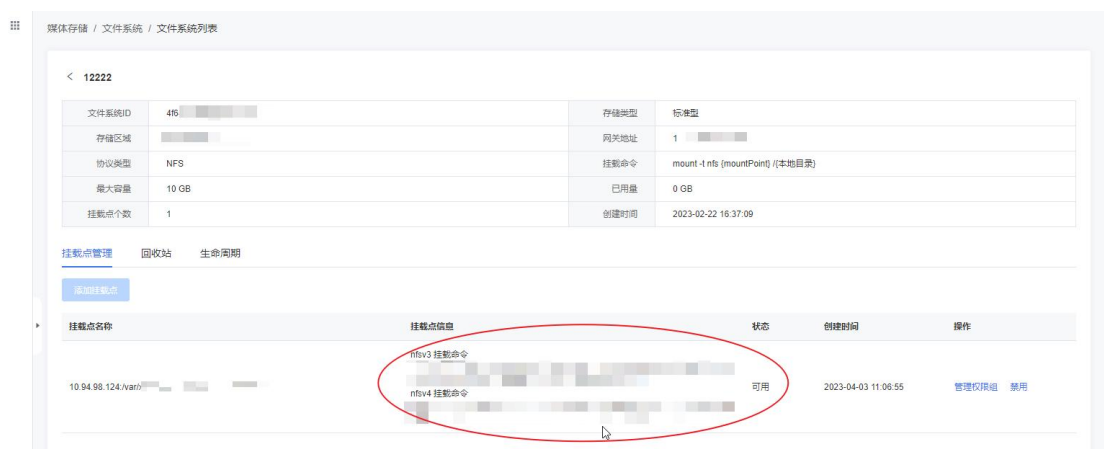 媒体存储 / 文件系统 / 文件系统列表
< 12222
文件系统ID 4f6 存储类型 标准型
存储区域 网关地址 1
协议类型 NFS 挂载命令 mount -t nfs {mountPoint} /{本地目录}
最大容量 10 GB 已用量 0 GB
挂载点个数 1 创建时间 2023-02-22 16:37:09
挂载点管理 回收站 生命周期
添加挂载点
挂载点名称 挂载点信息 状态 创建时间 操作
nfsv3 挂载命令
10.94.98.124:/var/ 可用 2023-04-03 11:06:55 管理权限组 禁用
nfsv4 挂载命令